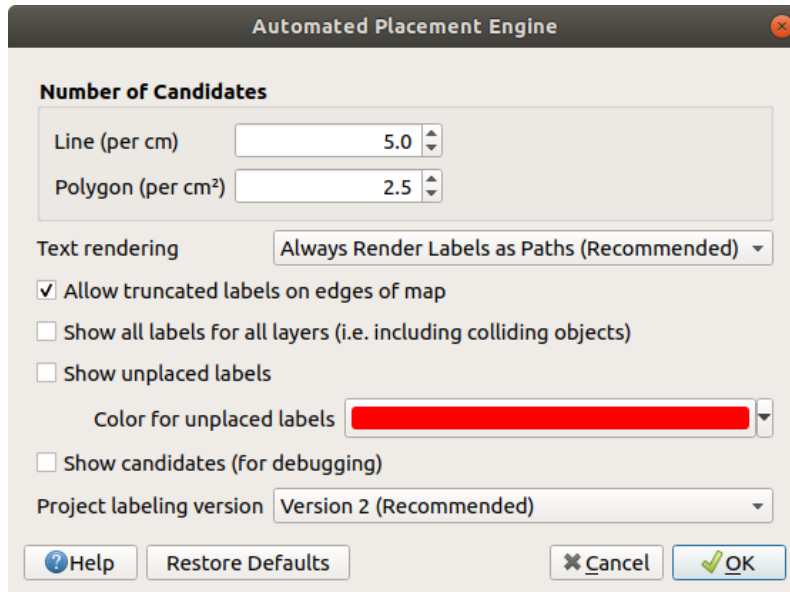 Automated Placement Engine
Number of Candidates
Line (per cm) 5.0
Polygon (per cm²) 2.5
Text rendering Always Render Labels as Paths (Recommended)
Allow truncated labels on edges of map
Show all labels for all layers (i.e. including colliding objects)
Show unplaced labels
Color for unplaced labels
Show candidates (for debugging)
Project labeling version Version 2 (Recommended)
Help Restore Defaults Cancel OK